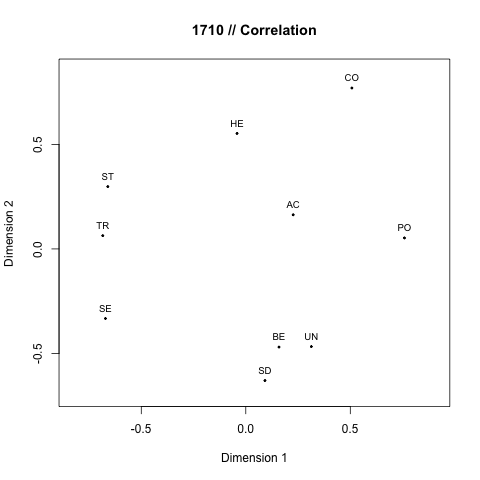 1710 // Correlation
CO
HE
ST
AC
TR
PO
SE
BE
UN
SD
0.5
0.0
-0.5
Dimension 2
-0.5
0.0
0.5
Dimension 1